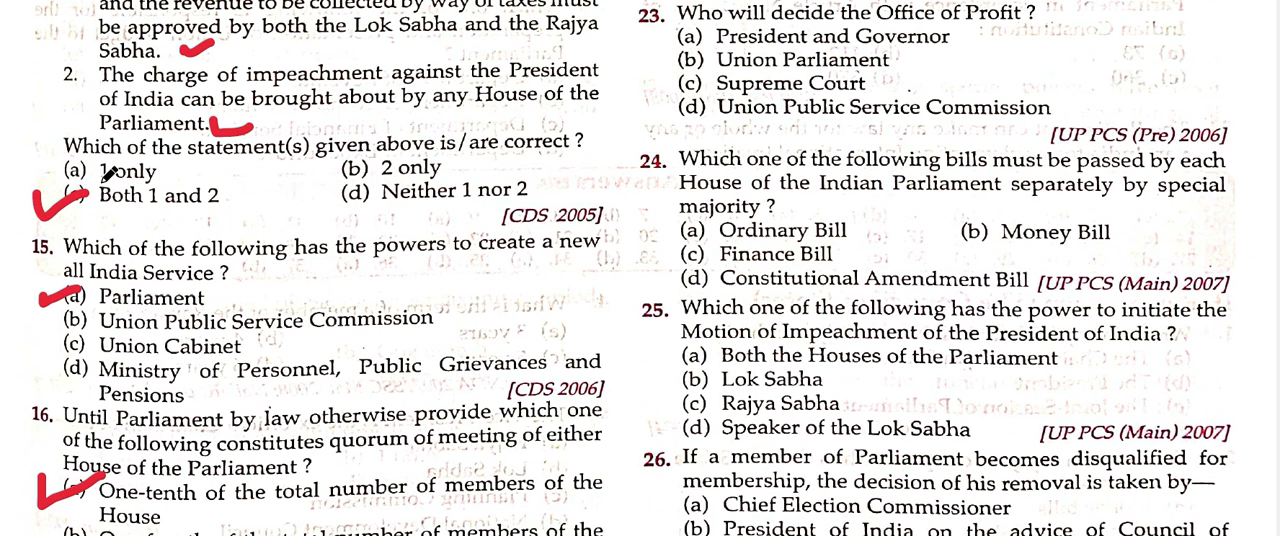 and the revenue to be collected by way of taxes must
be approved by both the Lok Sabha and the Rajya
Sabha.
2. The charge of impeachment against the President
of India can be brought about by any House of the
Parliament.
Which of the statement(s) given above is/are correct ?
(a) 1 only (b) 2 only
Both 1 and 2 (d) Neither 1 nor 2
[CDS 2005]
15. Which of the following has the powers to create a new
all India Service ?
(a) Parliament
(b) Union Public Service Commission
(c) Union Cabinet
(d) Ministry of Personnel, Public Grievances and
Pensions [CDS 2006]
16. Until Parliament by law otherwise provide which one
of the following constitutes quorum of meeting of either
House of the Parliament ?
One-tenth of the total number of members of the
House
number of members of the
23. Who will decide the Office of Profit ?
(a) President and Governor
(b) Union Parliament
(c) Supreme Court
(d) Union Public Service Commission
[UP PCS (Pre) 2006]
24. Which one of the following bills must be passed by each
House of the Indian Parliament separately by special
majority ?
(a) Ordinary Bill (b) Money Bill
(c) Finance Bill
(d) Constitutional Amendment Bill [UP PCS (Main) 2007]
25. Which one of the following has the power to initiate the
Motion of Impeachment of the President of India ?
(a) Both the Houses of the Parliament
(b) Lok Sabha
(c) Rajya Sabha
(d) Speaker of the Lok Sabha [UP PCS (Main) 2007]
26. If a member of Parliament becomes disqualified for
membership, the decision of his removal is taken by—
(a) Chief Election Commissioner
(b) President of India on the advice of Council of